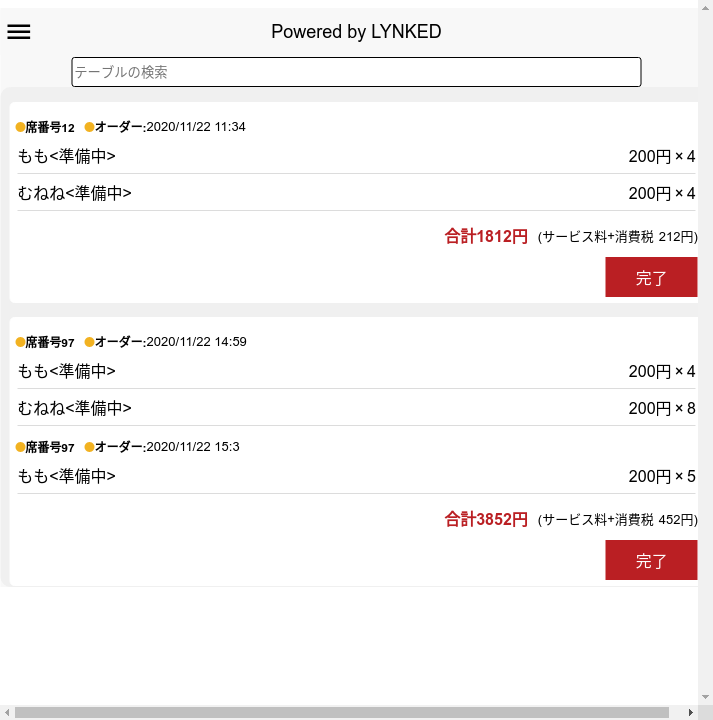 Powered by LYNKED
テーブルの検索
席番号12 オーダー:2020/11/22 11:34
もも<準備中> 200円 × 4
むねね<準備中> 200円 × 4
合計1812円 (サービス料+消費税 212円)
完了
席番号97 オーダー:2020/11/22 14:59
もも<準備中> 200円 × 4
むねね<準備中> 200円 × 8
席番号97 オーダー:2020/11/22 15:3
もも<準備中> 200円 × 5
合計3852円 (サービス料+消費税 452円)
完了